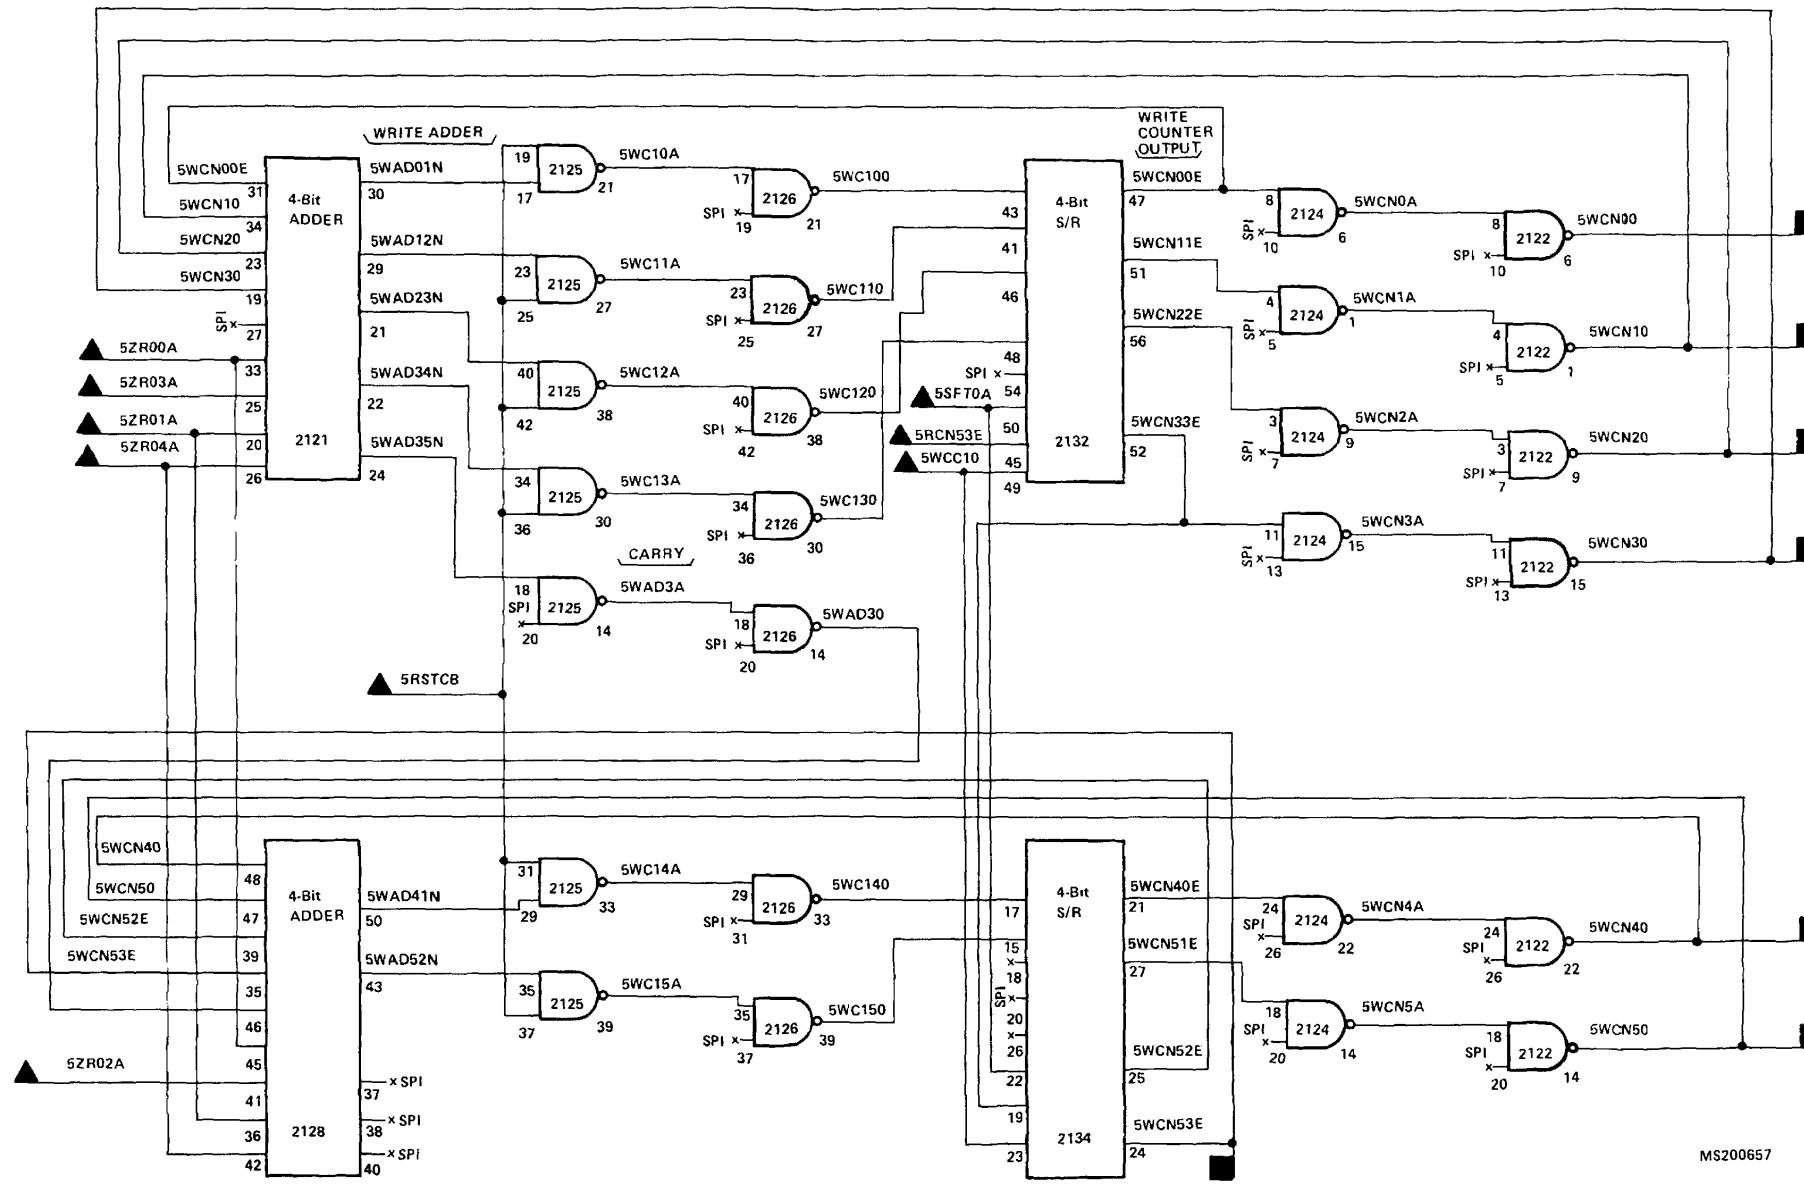 WRITE ADDER
5WCN00E
31
5WCN10
34
5WCN20
23
5WCN30
19
SPI x
27
5ZR00A
33
5ZR03A
25
5ZR01A
20
5ZR04A
26
4-Bit
ADDER
2121
5WAD01N
30
5WAD12N
29
5WAD23N
21
5WAD34N
22
5WAD35N
24
19
17
2125
21
5WC10A
17
SPI x
19
2126
21
5WC100
23
25
2125
27
5WC11A
23
SPI x
25
2126
27
5WC110
40
42
2125
38
5WC12A
40
SPI x
42
2126
38
5WC120
34
36
2125
30
5WC13A
34
SPI x
36
2126
30
5WC130
CARRY
18
SPI
x
20
2125
14
5WAD3A
18
SPI x
20
2126
14
5WAD30
5RSTCB
WRITE
COUNTER
OUTPUT
43
41
46
48
SPI x
54
5SFT0A
50
5RCN53E
45
5WCC10
49
4-Bit
S/R
2132
5WCN00E
47
5WCN11E
51
5WCN22E
56
5WCN33E
52
8
SPI x
10
2124
6
5WCN0A
8
SPI x
10
2122
6
5WCN00
4
SPI x
5
2124
1
5WCN1A
4
SPI x
5
2122
1
5WCN10
3
SPI x
7
2124
9
5WCN2A
3
SPI x
7
2122
9
5WCN20
11
SPI x
13
2124
15
5WCN3A
11
SPI x
13
2122
15
5WCN30
5WCN40
48
5WCN50
47
5WCN52E
39
5WCN53E
35
46
45
5ZR02A
41
36
42
4-Bit
ADDER
2128
5WAD41N
50
5WAD52N
43
x SPI
37
x SPI
38
x SPI
40
31
29
2125
33
5WC14A
29
SPI x
31
2126
33
5WC140
35
37
2125
39
5WC15A
35
SPI x
37
2126
39
5WC150
17
15
x
18
SPI x
20
x
26
22
19
23
4-Bit
S/R
2134
5WCN40E
21
5WCN51E
27
5WCN52E
25
5WCN53E
24
24
SPI
x
26
2124
22
5WCN4A
24
SPI
x
26
2122
22
5WCN40
18
SPI
x
20
2124
14
5WCN5A
18
SPI
x
20
2122
14
5WCN50
MS200657